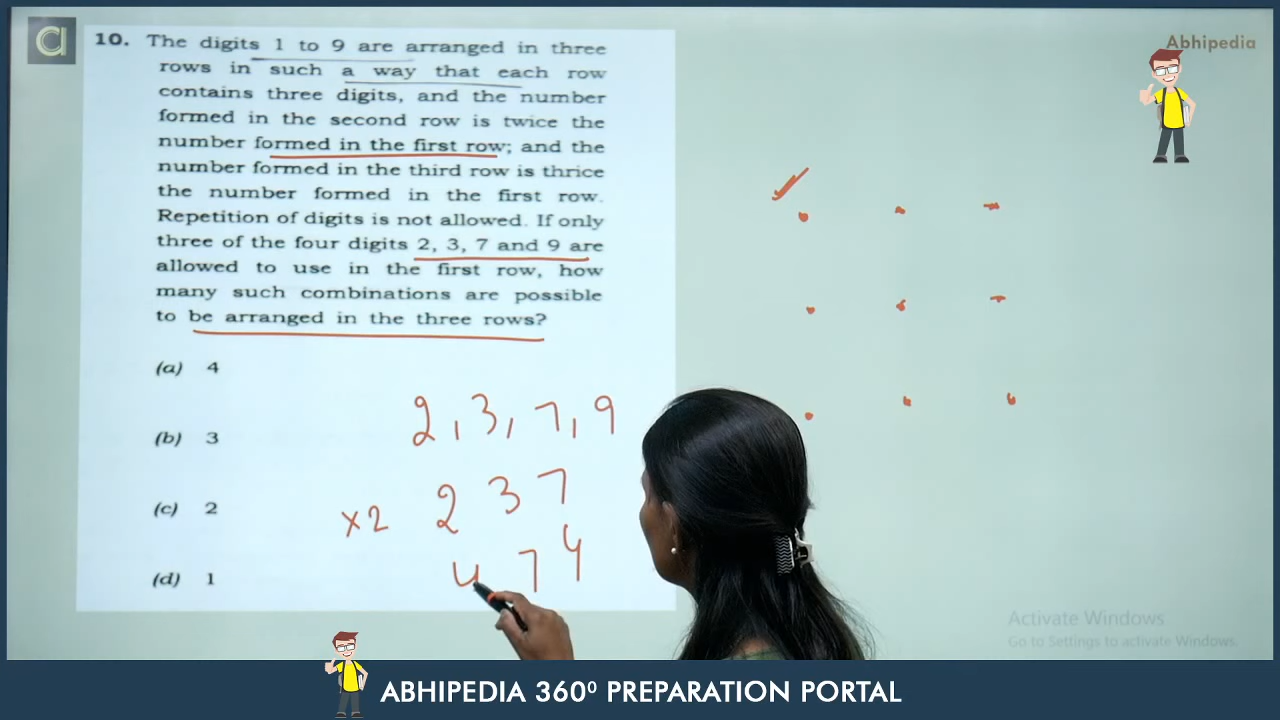 a
Abhipedia
10. The digits 1 to 9 are arranged in three
rows in such a way that each row
contains three digits, and the number
formed in the second row is twice the
number formed in the first row; and the
number formed in the third row is thrice
the number formed in the first row.
Repetition of digits is not allowed. If only
three of the four digits 2, 3, 7 and 9 are
allowed to use in the first row, how
many such combinations are possible
to be arranged in the three rows?
(a) 4
(b) 3
(c) 2
(d) 1
2, 3, 7, 9
2 3 7
×2
4 7 4
Activate Windows
Go to Settings to activate Windows.
ABHIPEDIA 360⁰ PREPARATION PORTAL